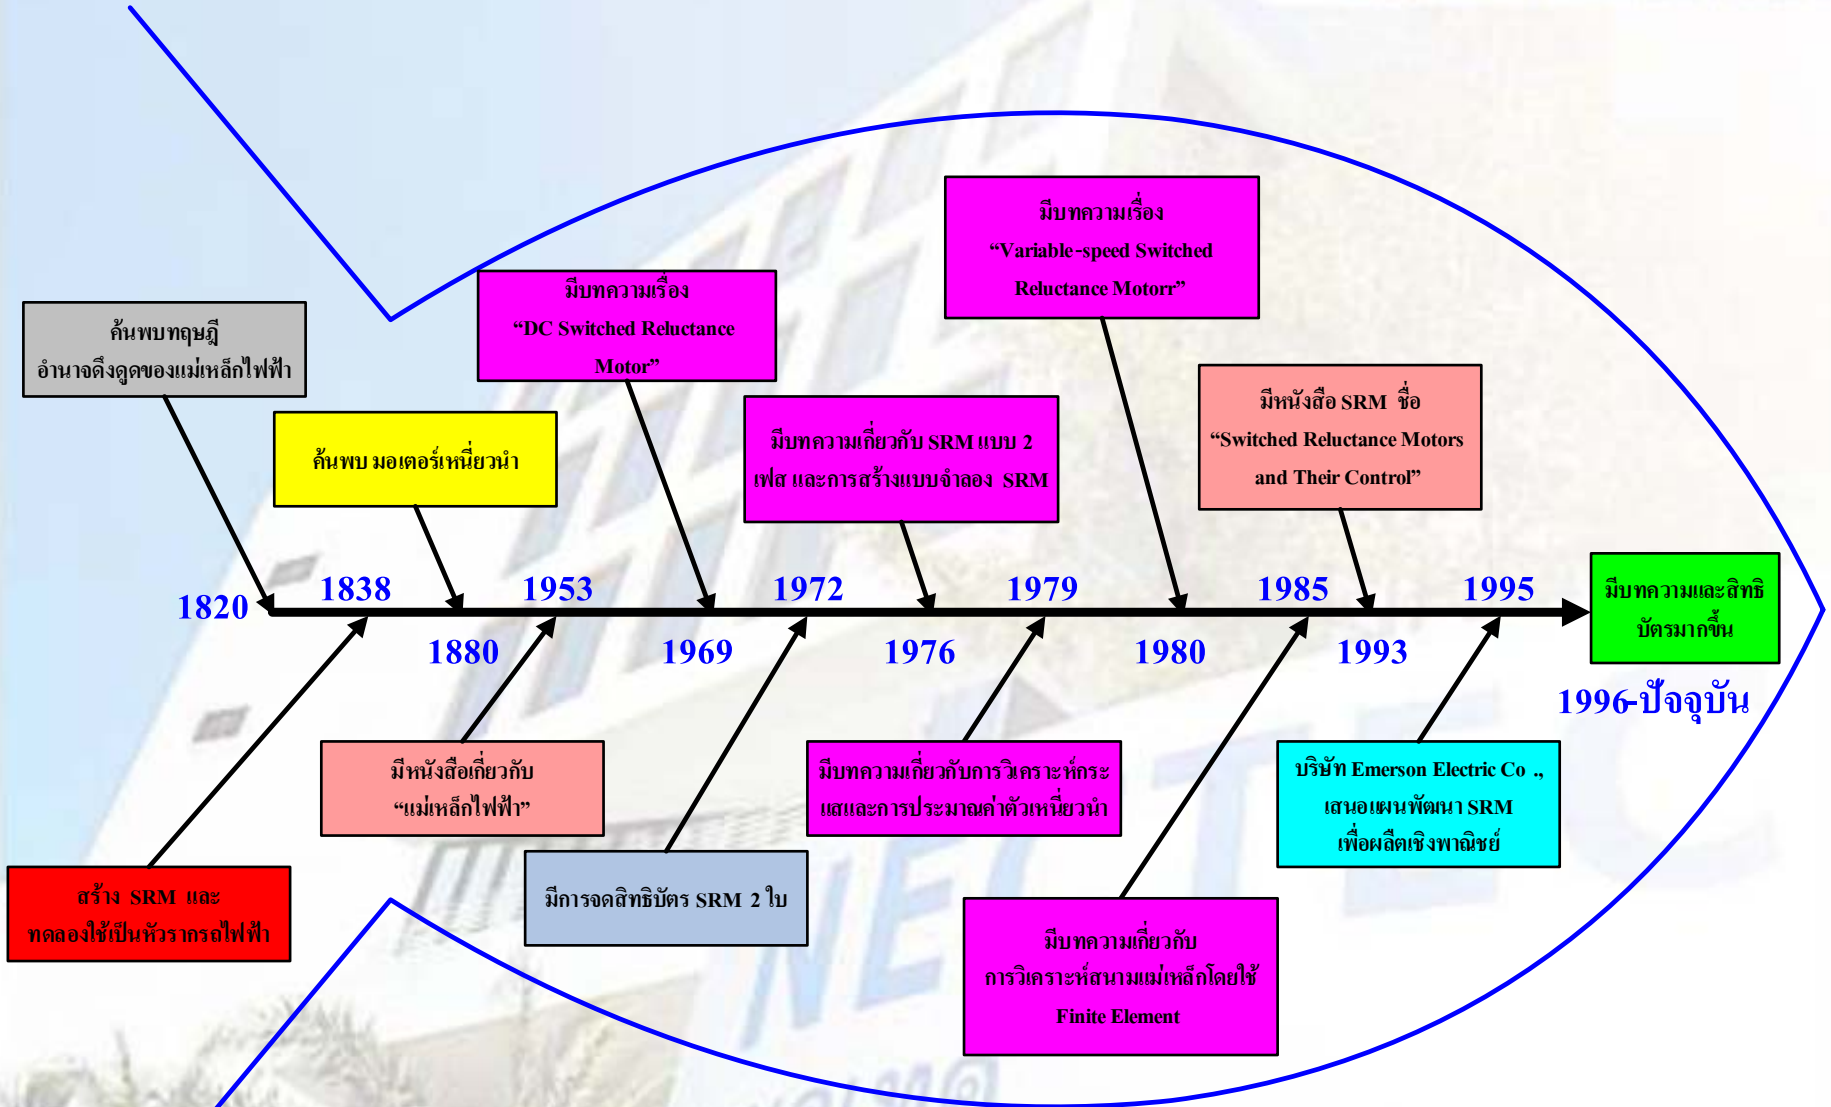 มีบทความเรื่อง
“Variable-speed Switched
Reluctance Motorr”
มีบทความเรื่อง
“DC Switched Reluctance
Motor”
ค้นพบทฤษฎี
อำนาจดึงดูดของแม่เหล็กไฟฟ้า
ค้นพบ มอเตอร์เหนี่ยวนำ
มีบทความเกี่ยวกับ SRM แบบ 2
เฟส และการสร้างแบบจำลอง SRM
มีหนังสือ SRM ชื่อ
“Switched Reluctance Motors
and Their Control”
1820
1838
1953
1972
1979
1985
1995
1880
1969
1976
1980
1993
มีบทความและสิทธิ
บัตรมากขึ้น
1996-ปัจจุบัน
มีหนังสือเกี่ยวกับ
“แม่เหล็กไฟฟ้า”
มีบทความเกี่ยวกับการวิเคราะห์กระ
แสและการประมาณค่าตัวเหนี่ยวนำ
บริษัท Emerson Electric Co .,
เสนอแผนพัฒนา SRM
เพื่อผลืตเชิงพาณิชย์
สร้าง SRM และ
ทดลองใช้เป็นหัวรากรถไฟฟ้า
มีการจดสิทธิบัตร SRM 2 ใบ
มีบทความเกี่ยวกับ
การวิเคราะห์สนามแม่เหล็กโดยใช้
Finite Element
NECTEC